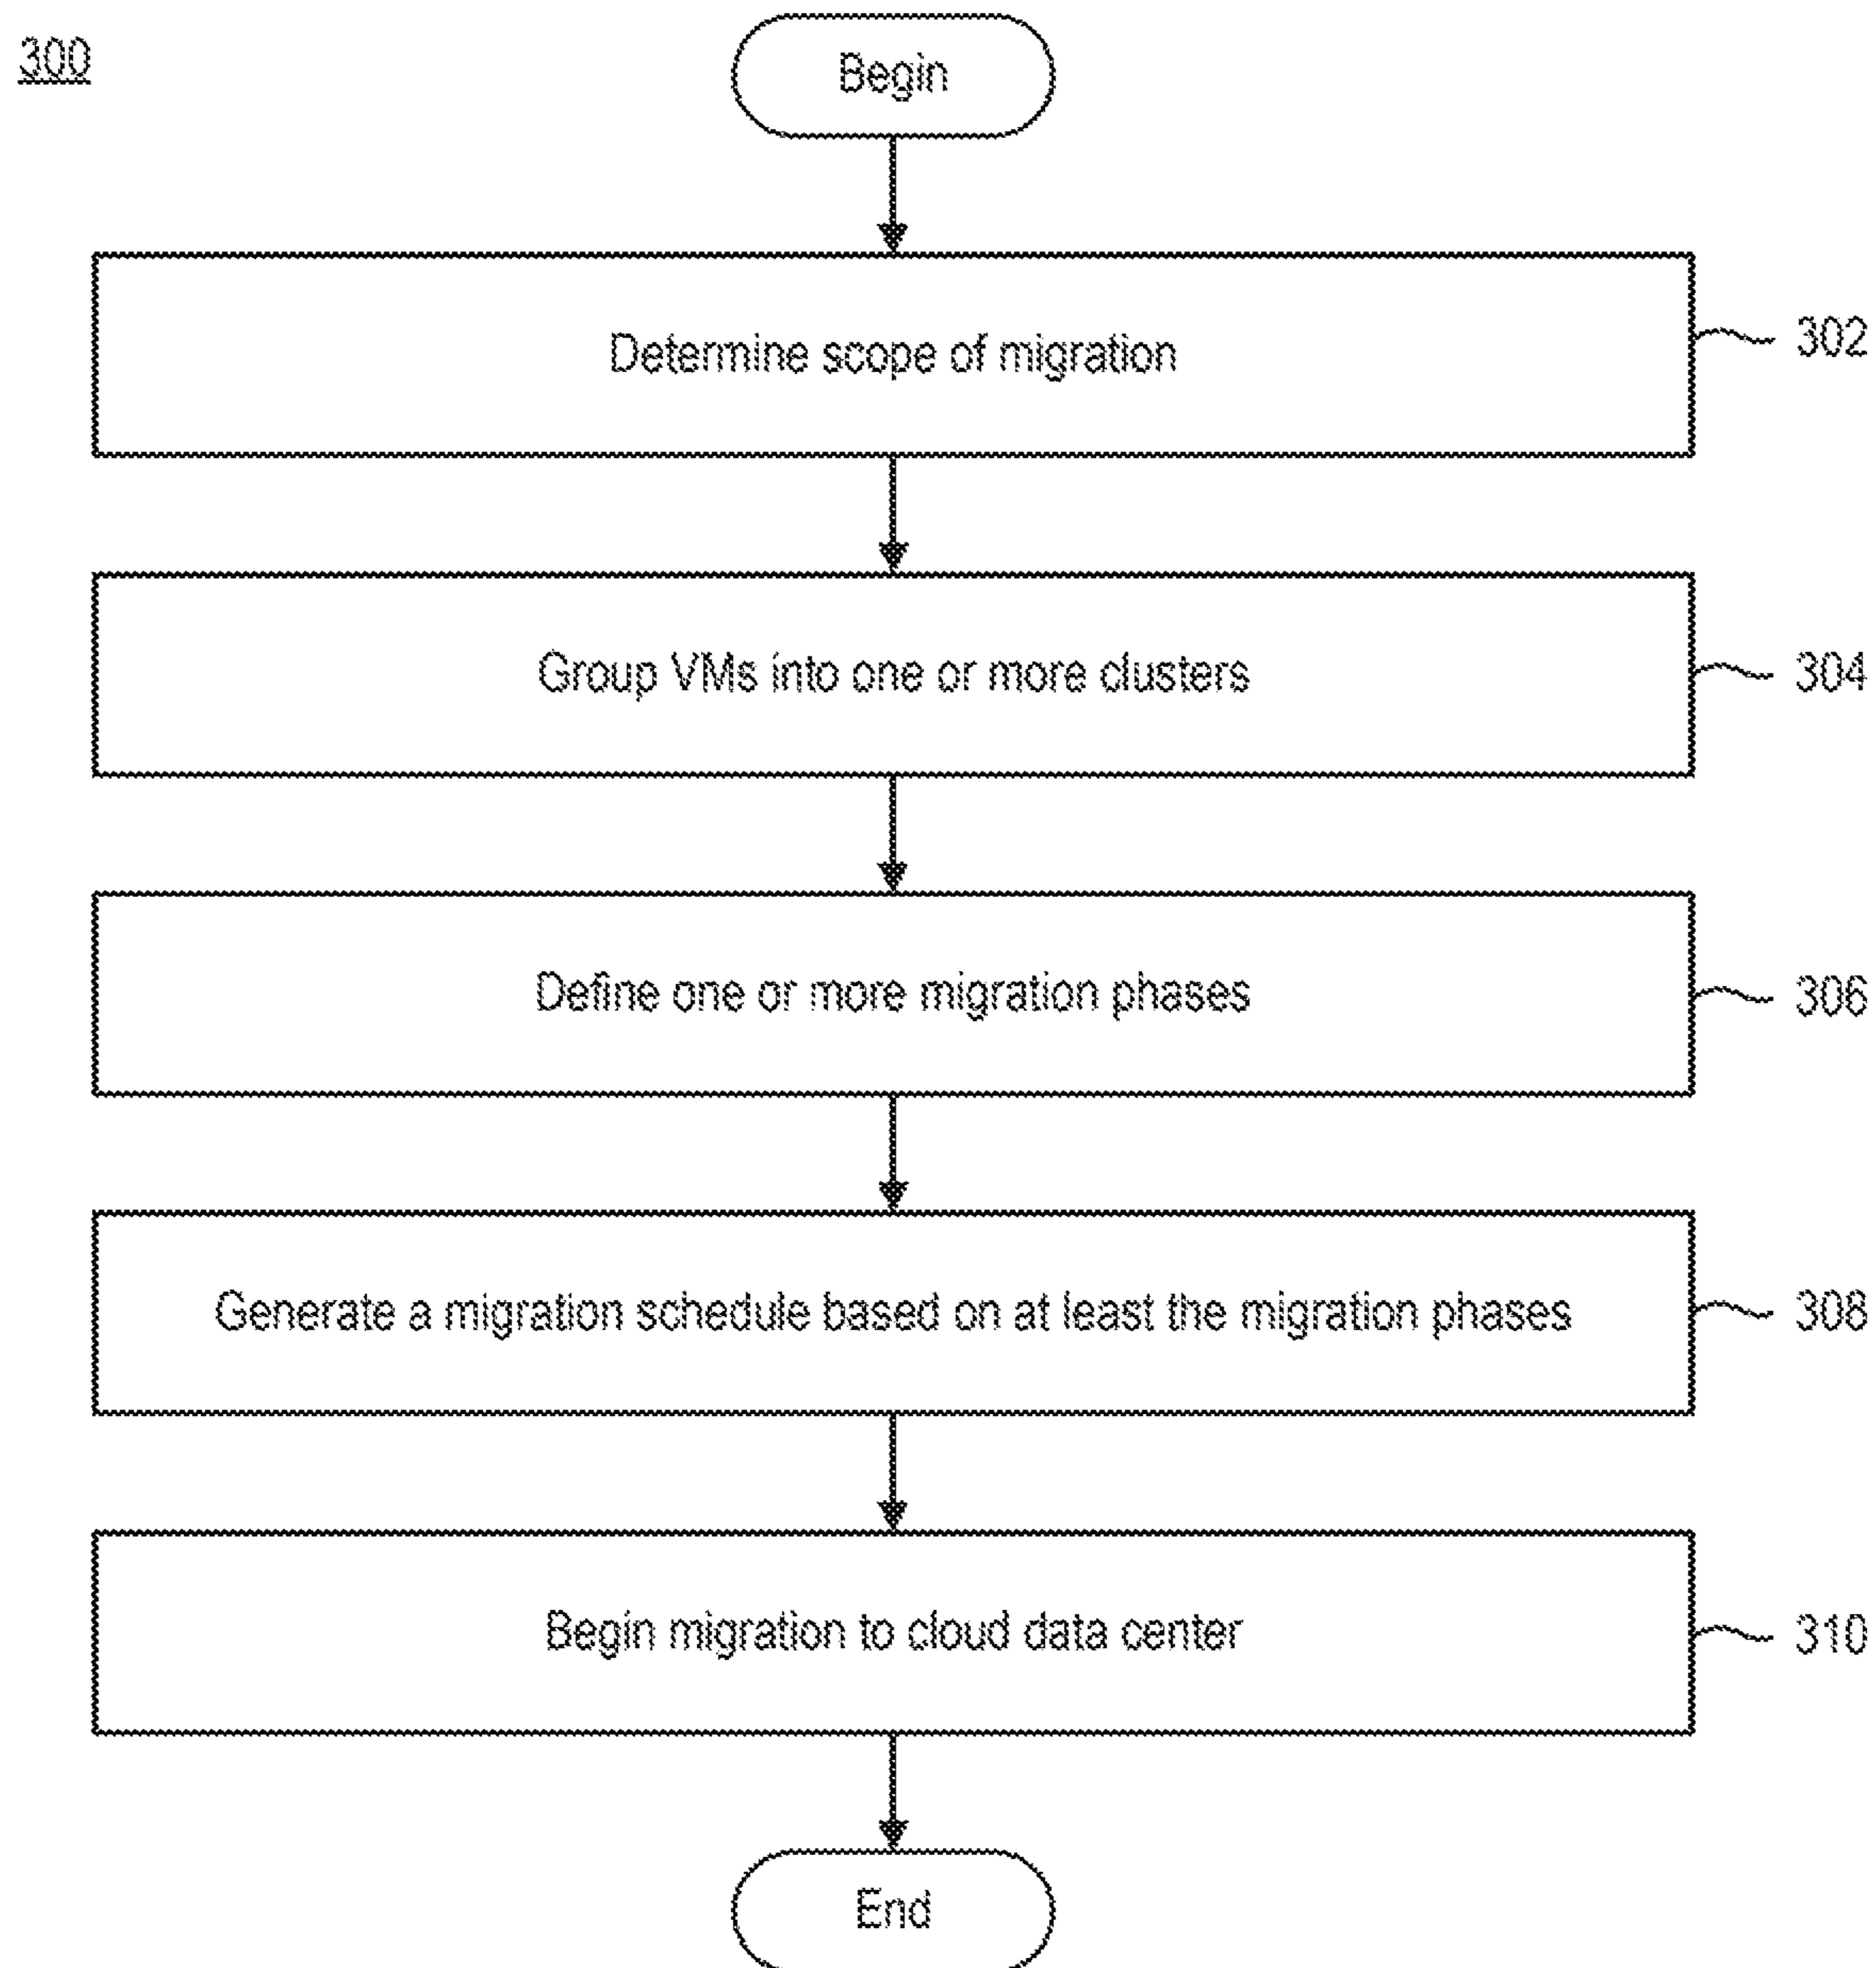 300
Begin
Determine scope of migration
302
Group VMs into one or more clusters
304
Define one or more migration phases
306
Generate a migration schedule based on at least the migration phases
308
Begin migration to cloud data center
310
End